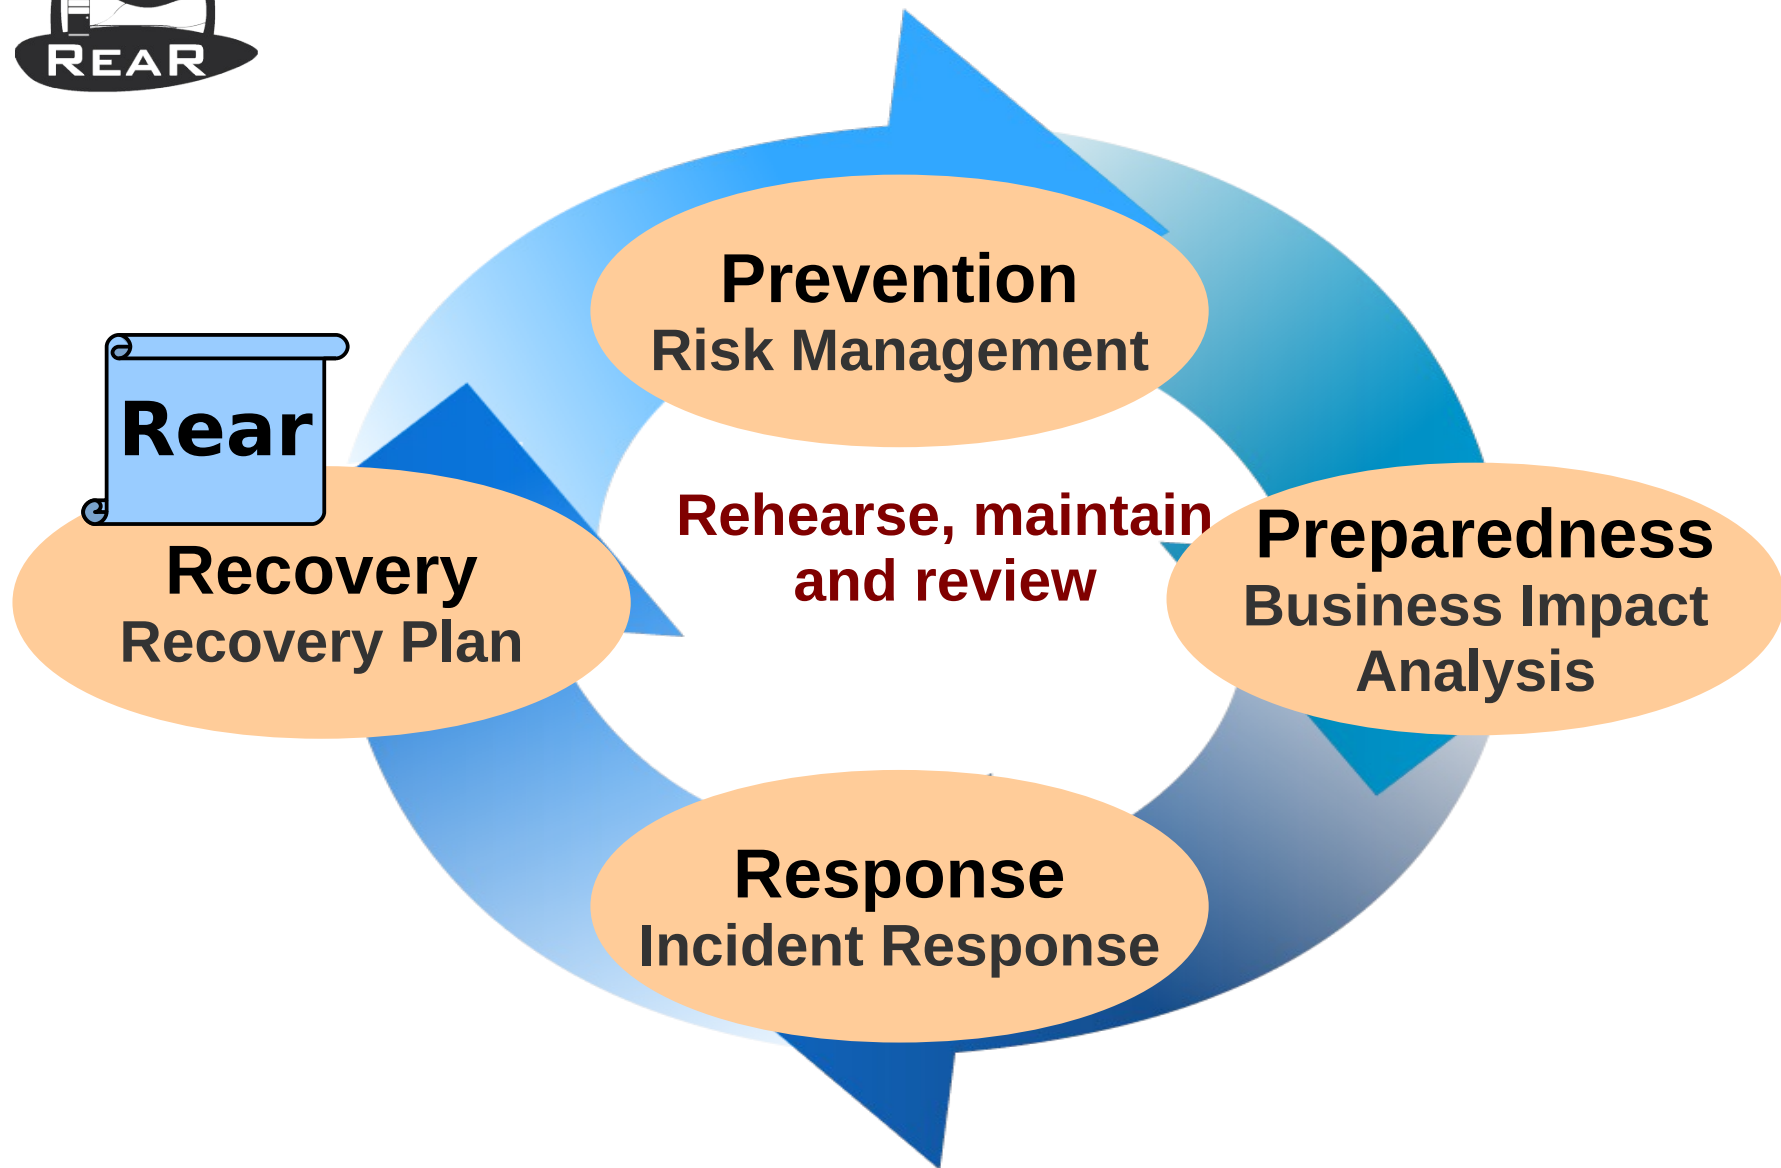 REAR
Prevention
Risk Management
Rear
Rehearse, maintain
and review
Preparedness
Business Impact
Analysis
Recovery
Recovery Plan
Response
Incident Response